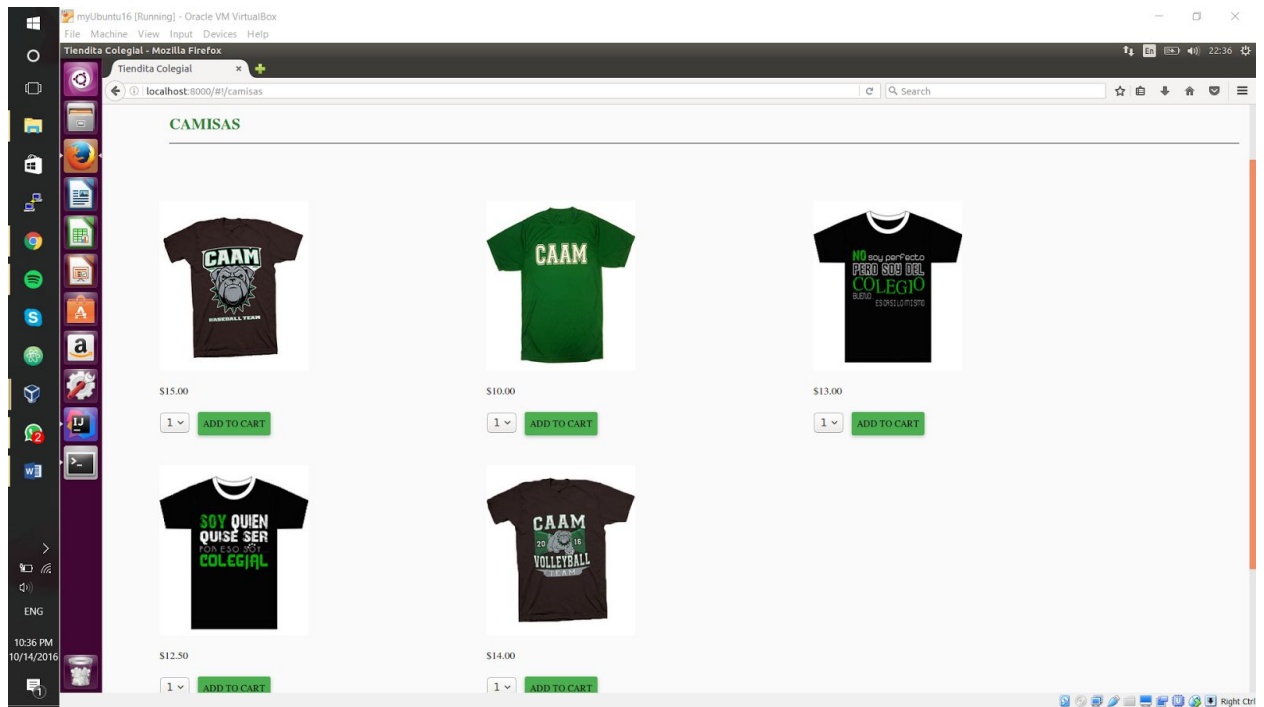 myUbuntu16 [Running] - Oracle VM VirtualBox
File Machine View Input Devices Help
Tiendita Colegial - Mozilla Firefox
En
22:36
Tiendita Colegial
localhost:8000/#!/camisas
Search
CAMISAS
CAAM
BASEBALL TEAM
CAAM
NO soy perfecto
PERO SOY DEL
COLEGIO
BUENO
ES CASI LO MISMO
$15.00
$10.00
$13.00
1 ADD TO CART
1 ADD TO CART
1 ADD TO CART
SOY QUIEN
QUISE SER
POR ESO SOY
COLEGIAL
CAAM
20 16
VOLLEYBALL
TEAM
$12.50
$14.00
1 ADD TO CART
1 ADD TO CART
2
ENG
10:36 PM
10/14/2016
1
Right Ctrl